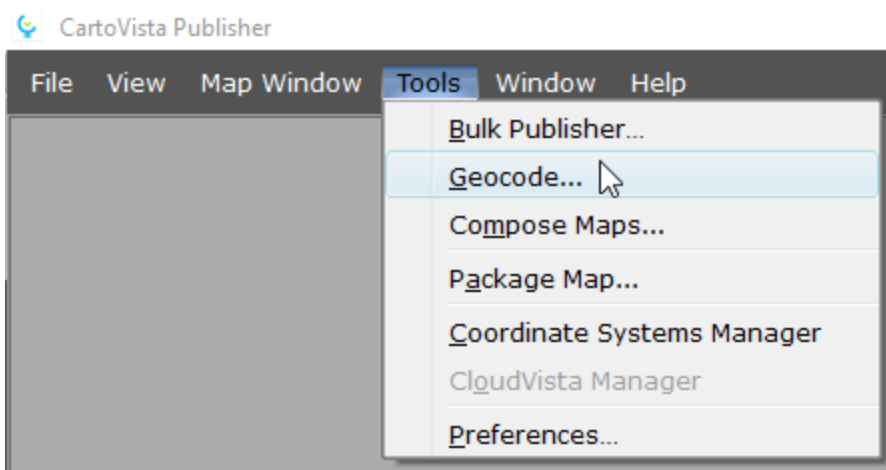 CartoVista Publisher
File View Map Window Tools Window Help
Bulk Publisher...
Geocode...
Compose Maps...
Package Map...
Coordinate Systems Manager
CloudVista Manager
Preferences...